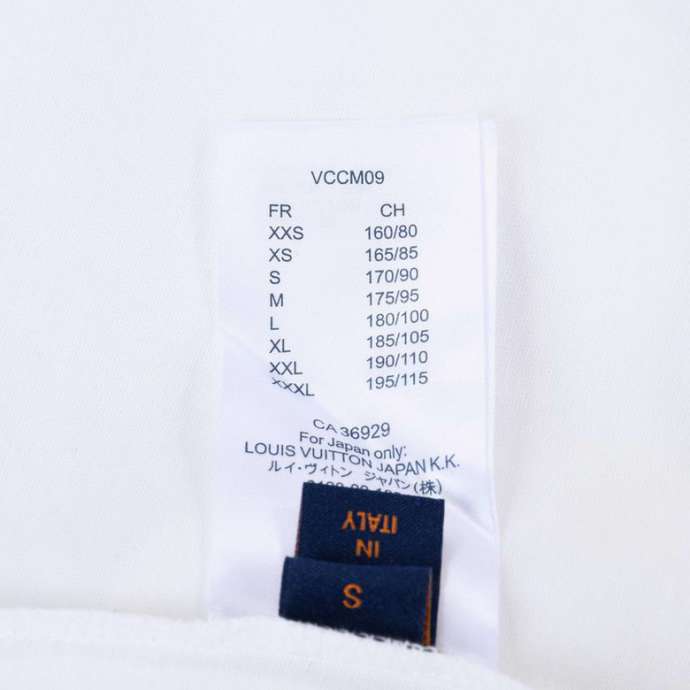 VCCM09
FR CH
XXS 160/80
XS 165/85
S 170/90
M 175/95
L 180/100
XL 185/105
XXL 190/110
XXXL 195/115
CA 36929
For Japan only:
LOUIS VUITTON JAPAN K.K.
ルイ・ヴィトン ジャパン(株)
IN
ITALY
S